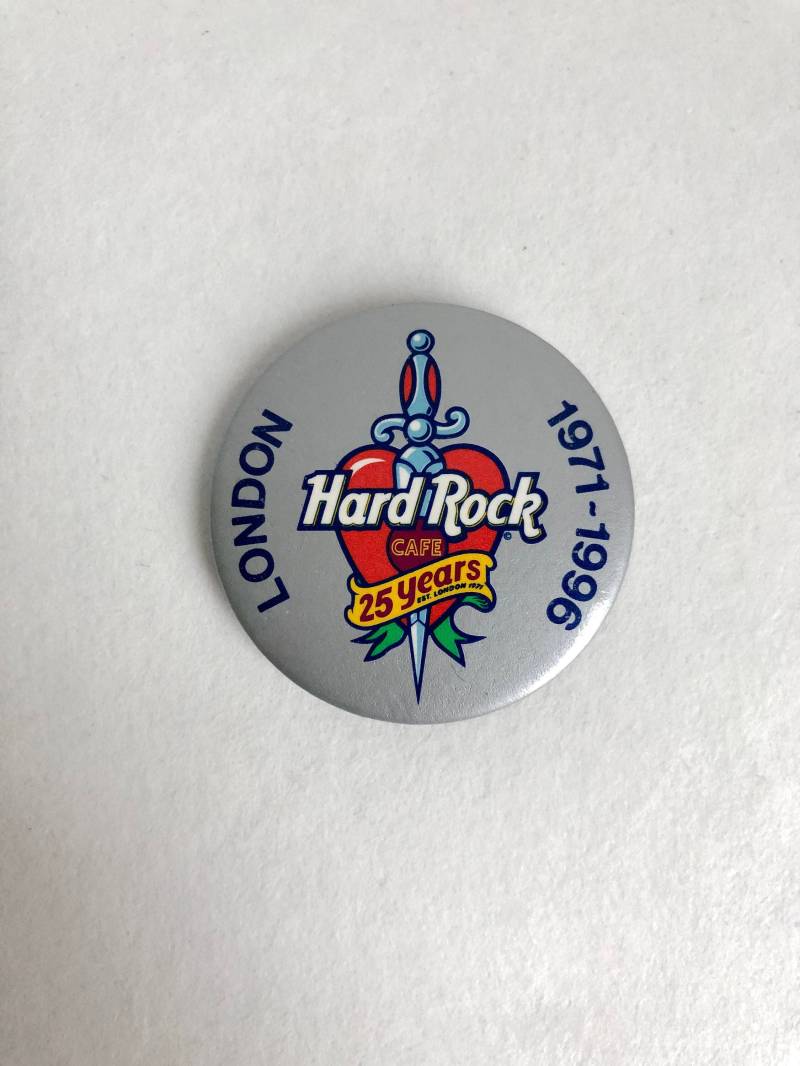 LONDON
Hard Rock
CAFE
25 years
EST. LONDON 1971
1971-1996
©